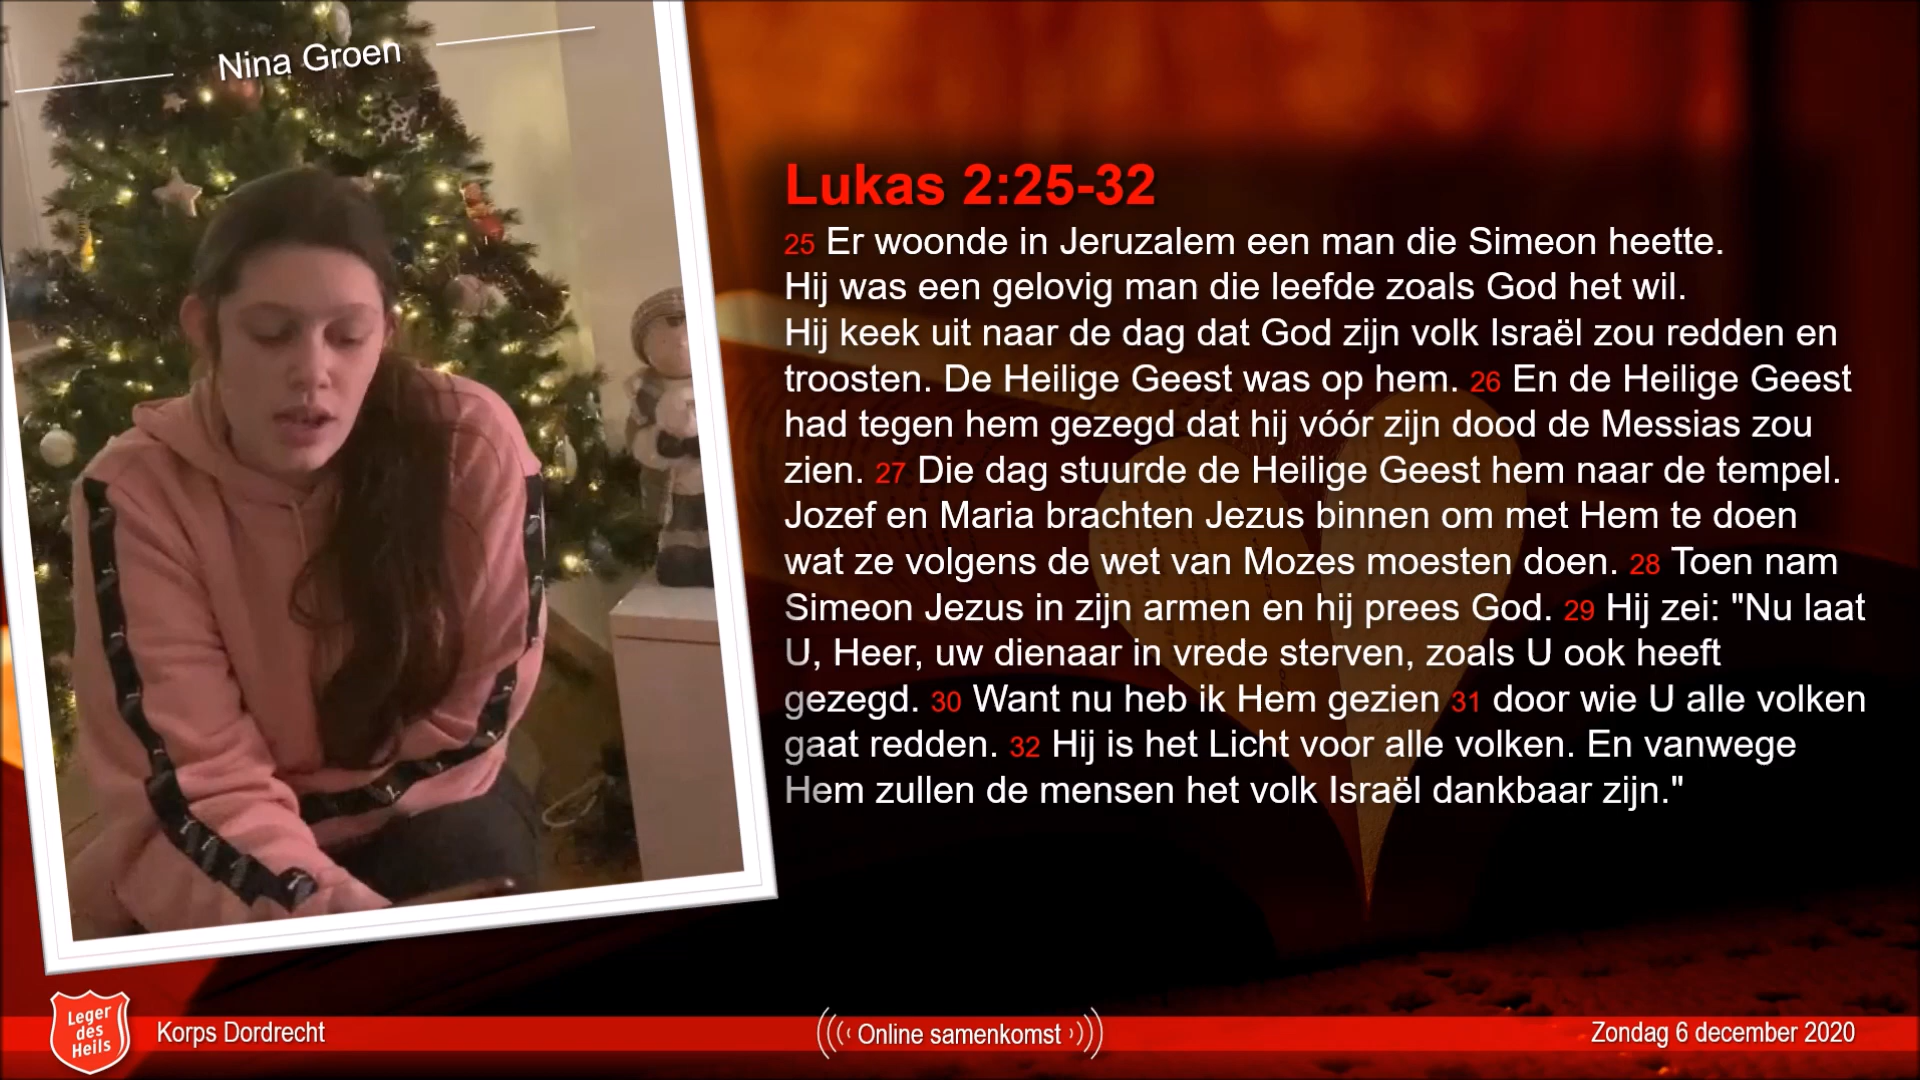 Nina Groen
Lukas 2:25-32
25 Er woonde in Jeruzalem een man die Simeon heette.
Hij was een gelovig man die leefde zoals God het wil.
Hij keek uit naar de dag dat God zijn volk Israël zou redden en
troosten. De Heilige Geest was op hem. 26 En de Heilige Geest
had tegen hem gezegd dat hij vóór zijn dood de Messias zou
zien. 27 Die dag stuurde de Heilige Geest hem naar de tempel.
Jozef en Maria brachten Jezus binnen om met Hem te doen
wat ze volgens de wet van Mozes moesten doen. 28 Toen nam
Simeon Jezus in zijn armen en hij prees God. 29 Hij zei: "Nu laat
U, Heer, uw dienaar in vrede sterven, zoals U ook heeft
gezegd. 30 Want nu heb ik Hem gezien 31 door wie U alle volken
gaat redden. 32 Hij is het Licht voor alle volken. En vanwege
Hem zullen de mensen het volk Israël dankbaar zijn."
Leger
des
Heils
Korps Dordrecht
Online samenkomst
Zondag 6 december 2020